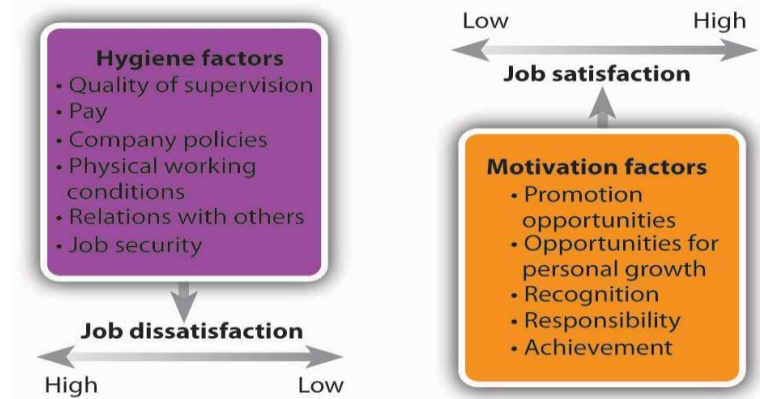 Hygiene factors
• Quality of supervision
• Pay
• Company policies
• Physical working
conditions
• Relations with others
• Job security
Job dissatisfaction
High Low
Low High
Job satisfaction
Motivation factors
• Promotion
opportunities
• Opportunities for
personal growth
• Recognition
• Responsibility
• Achievement